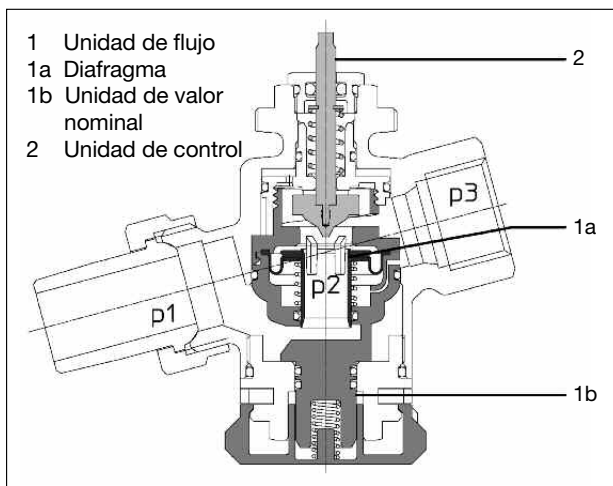 1 Unidad de flujo
1a Diafragma
1b Unidad de valor
nominal
2 Unidad de control
2
p3
1a
p2
p1
1b